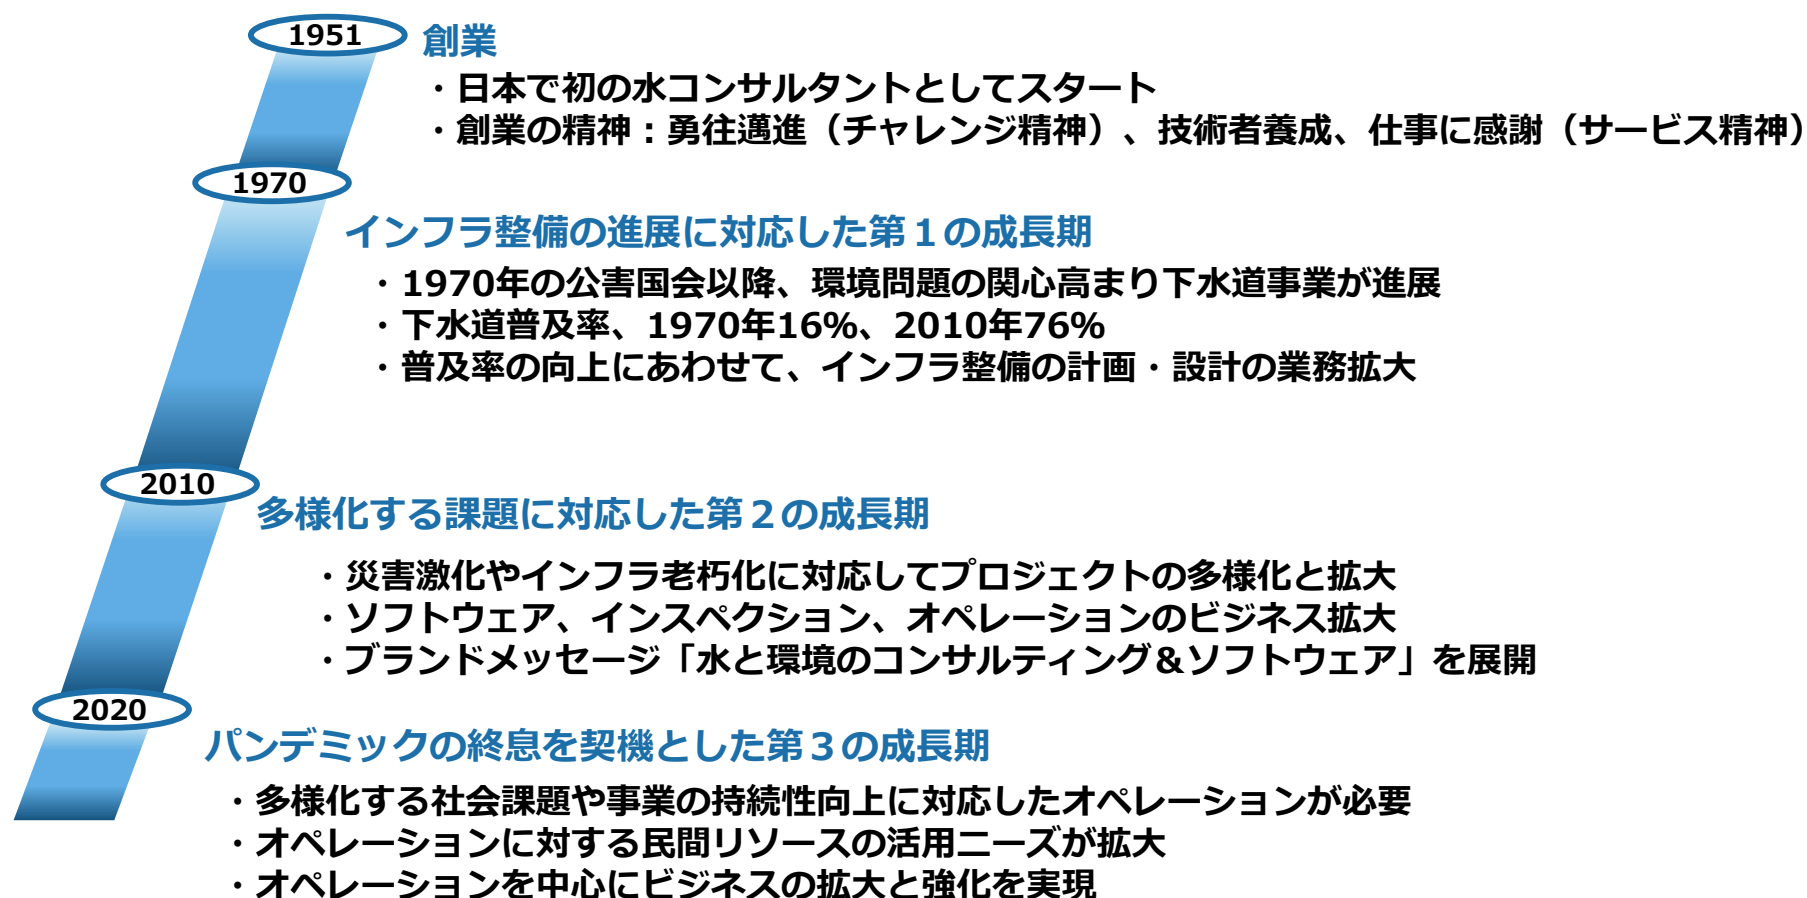 1951
創業
・日本で初の水コンサルタントとしてスタート
・創業の精神：勇往邁進（チャレンジ精神）、技術者養成、仕事に感謝（サービス精神）
1970
インフラ整備の進展に対応した第１の成長期
・1970年の公害国会以降、環境問題の関心高まり下水道事業が進展
・下水道普及率、1970年16%、2010年76%
・普及率の向上にあわせて、インフラ整備の計画・設計の業務拡大
2010
多様化する課題に対応した第２の成長期
・災害激化やインフラ老朽化に対応してプロジェクトの多様化と拡大
・ソフトウェア、インスペクション、オペレーションのビジネス拡大
・ブランドメッセージ「水と環境のコンサルティング＆ソフトウェア」を展開
2020
パンデミックの終息を契機とした第３の成長期
・多様化する社会課題や事業の持続性向上に対応したオペレーションが必要
・オペレーションに対する民間リソースの活用ニーズが拡大
・オペレーションを中心にビジネスの拡大と強化を実現